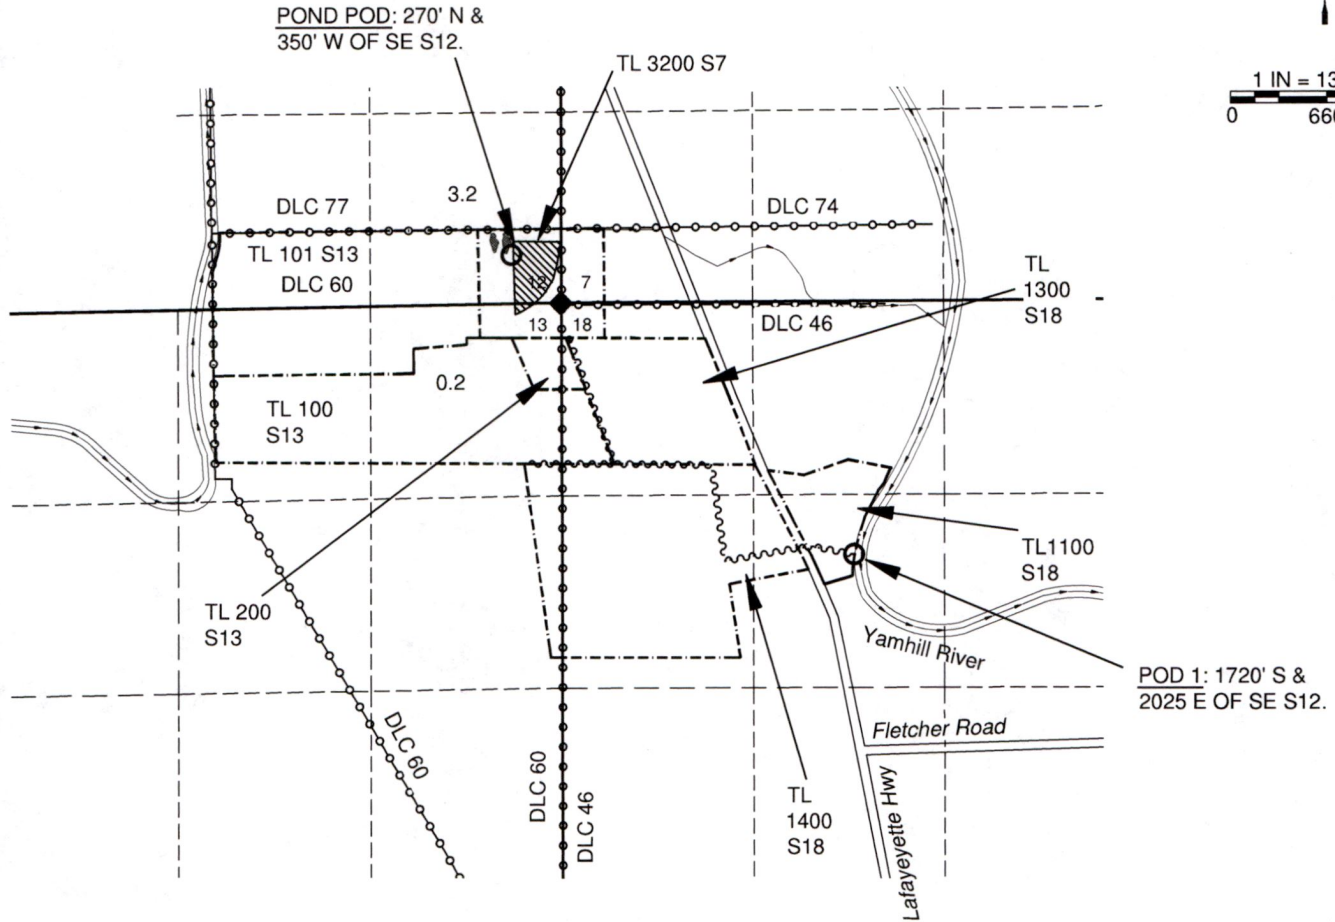 POND POD: 270' N &
350' W OF SE S12.
TL 3200 S7
1 IN = 13
0
660
3.2
DLC 77
DLC 74
TL 101 S13
DLC 60
12
7
TL
1300
S18
13
18
DLC 46
0.2
TL 100
S13
TL1100
S18
TL 200
S13
Yamhill River
POD 1: 1720' S &
2025 E OF SE S12.
DLC 60
Fletcher Road
DLC 60
DLC 46
TL
1400
S18
Lafayeyette Hwy